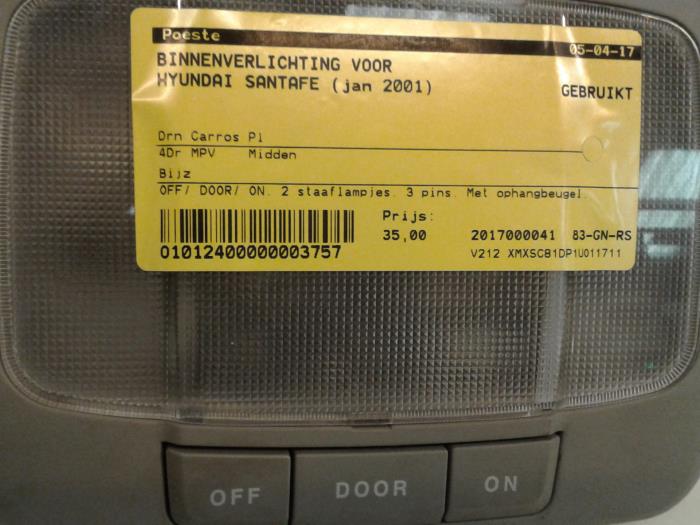 Poeste
05-04-17
BINNENVERLICHTING VOOR
HYUNDAI SANTAFE (jan 2001)
GEBRUIKT
Drn Carros Pl
4Dr MPV Midden
Bijz
OFF/ DOOR/ ON. 2 staaflampjes. 3 pins. Met ophangbeugel.
Prijs:
35,00 2017000041 83-GN-RS
01012400000003757
V212 XMXSC81DP1U011711
OFF DOOR ON